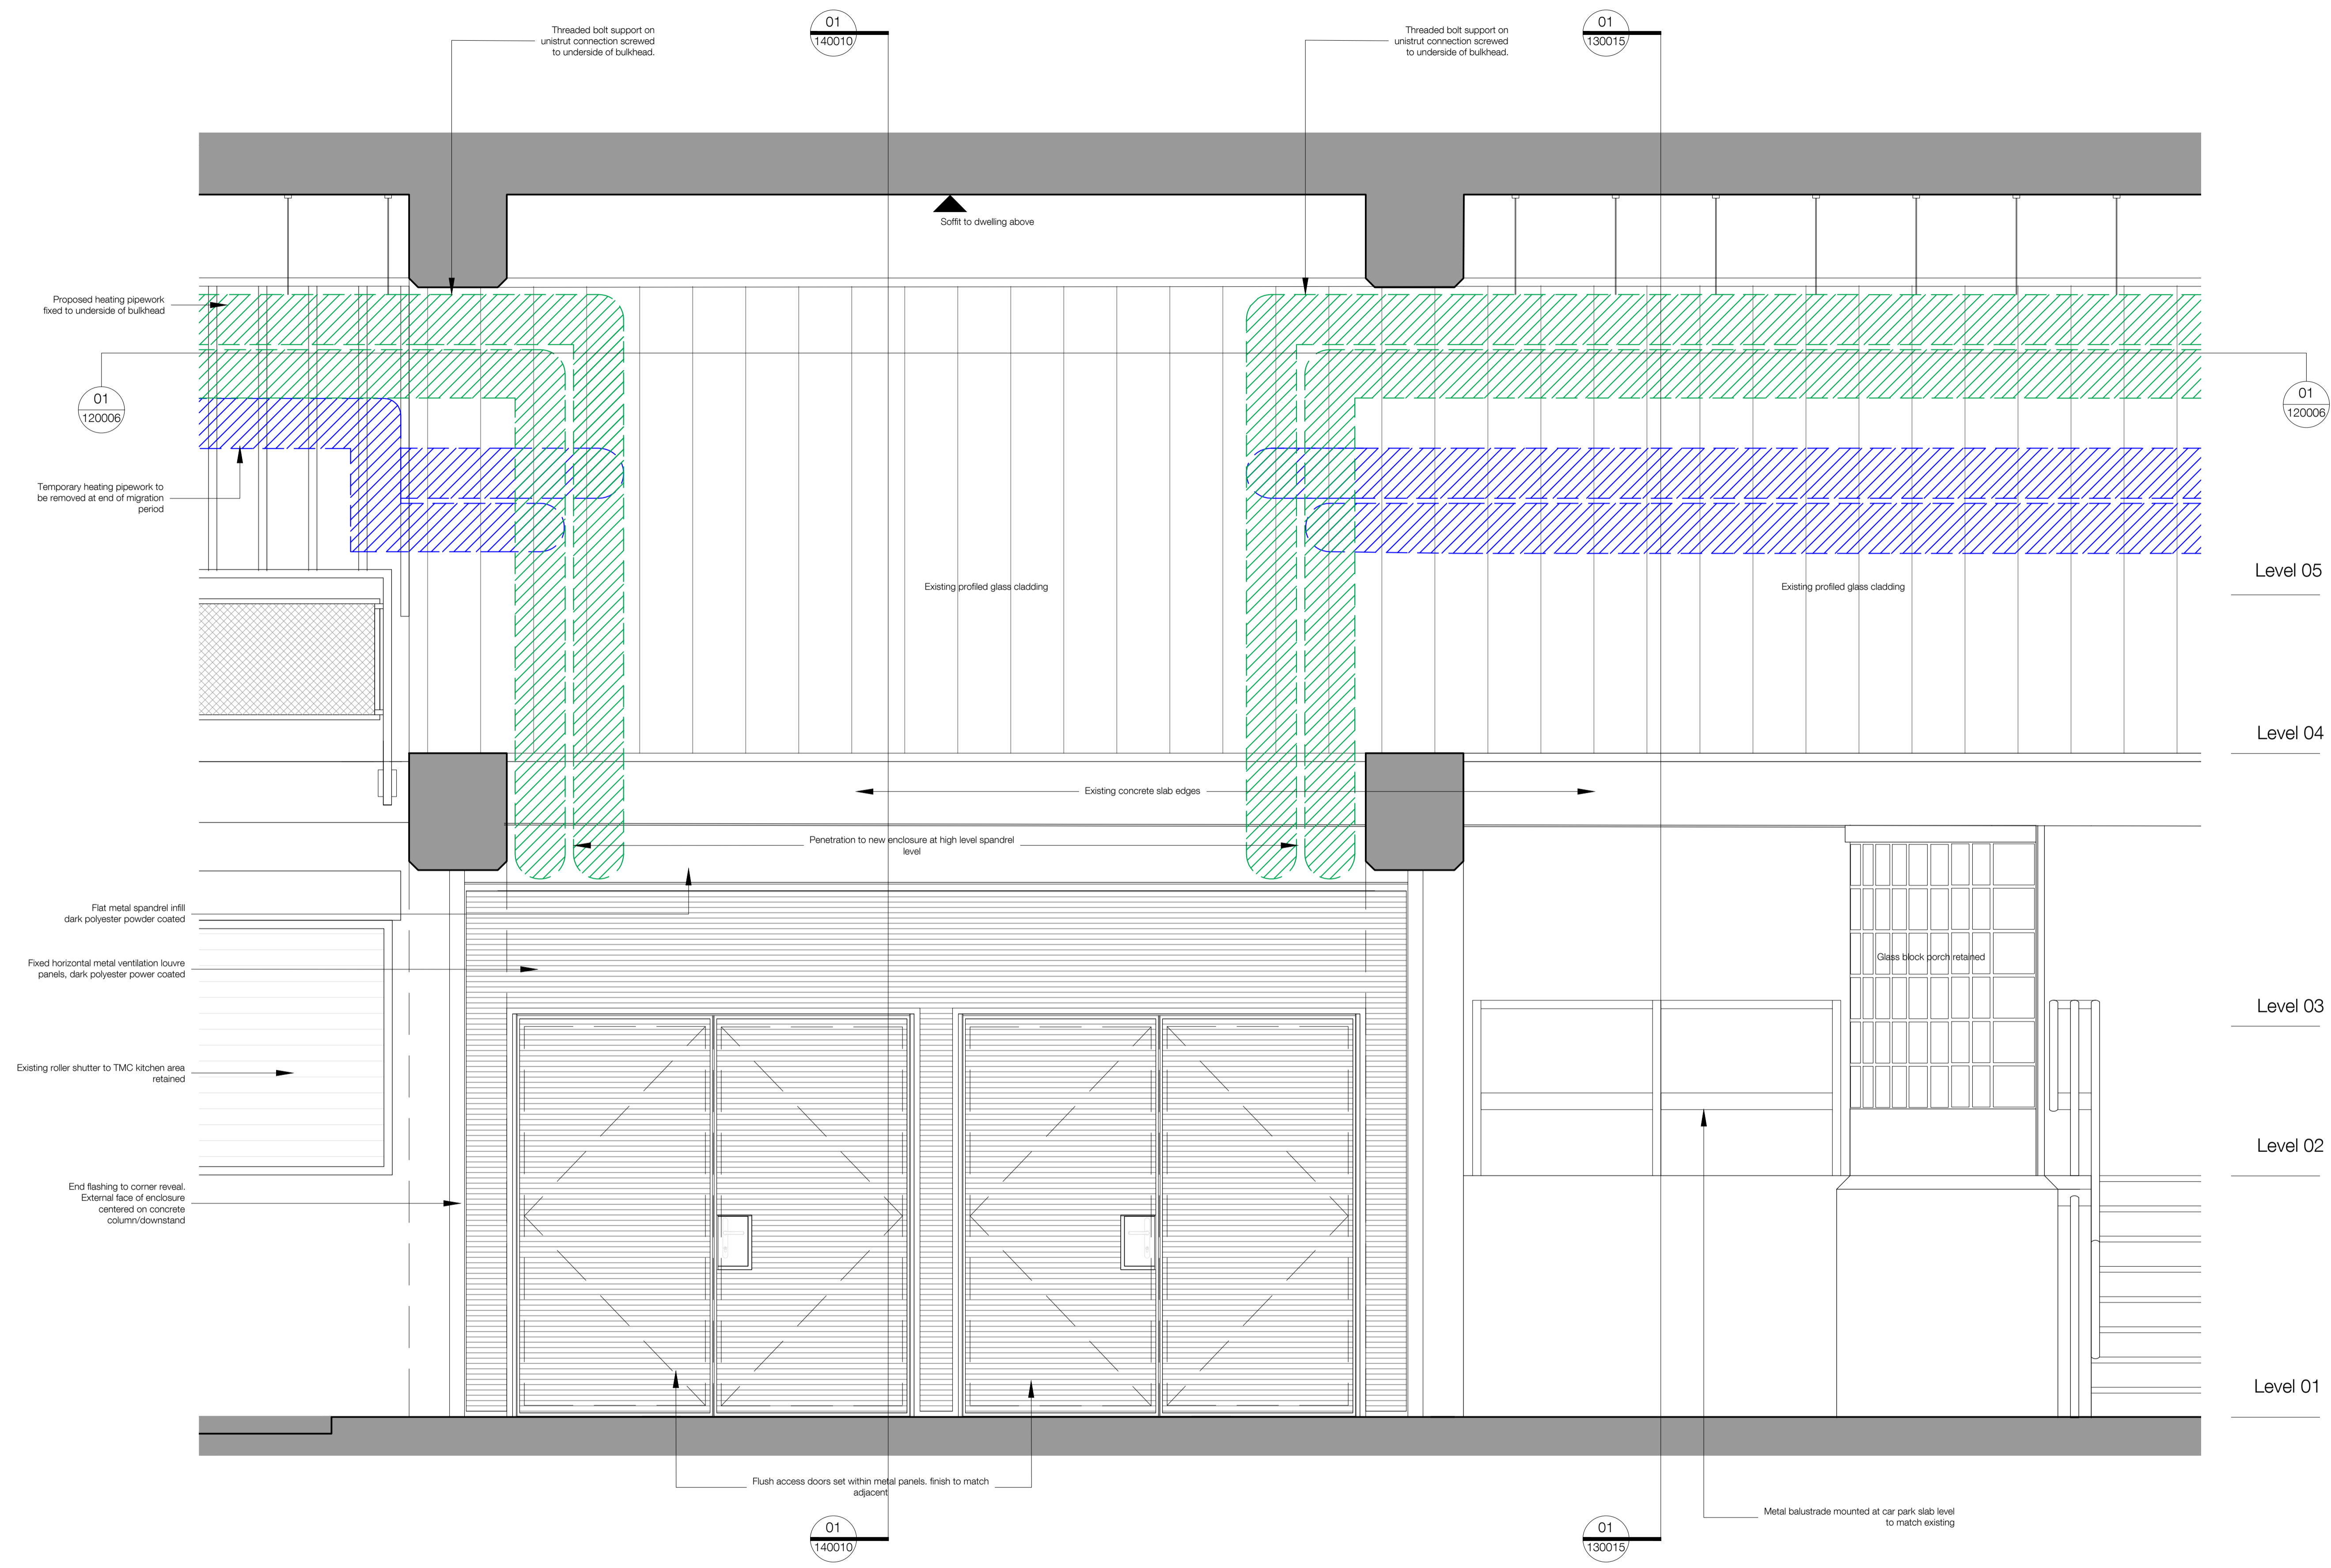 Threaded bolt support on
unistrut connection screwed
to underside of bulkhead.
01
140010
Threaded bolt support on
unistrut connection screwed
to underside of bulkhead.
01
130015
Soffit to dwelling above
Proposed heating pipework
fixed to underside of bulkhead
01
120006
01
120006
Temporary heating pipework to
be removed at end of migration
period
Existing profiled glass cladding
Existing profiled glass cladding
Level 05
Level 04
Existing concrete slab edges
Penetration to new enclosure at high level spandrel
level
Flat metal spandrel infill
dark polyester powder coated
Fixed horizontal metal ventilation louvre
panels, dark polyester power coated
Glass block porch retained
Level 03
Existing roller shutter to TMC kitchen area
retained
Level 02
End flashing to corner reveal.
External face of enclosure
centered on concrete
column/downstand
Level 01
Flush access doors set within metal panels. finish to match
adjacent
Metal balustrade mounted at car park slab level
to match existing
01
140010
01
130015